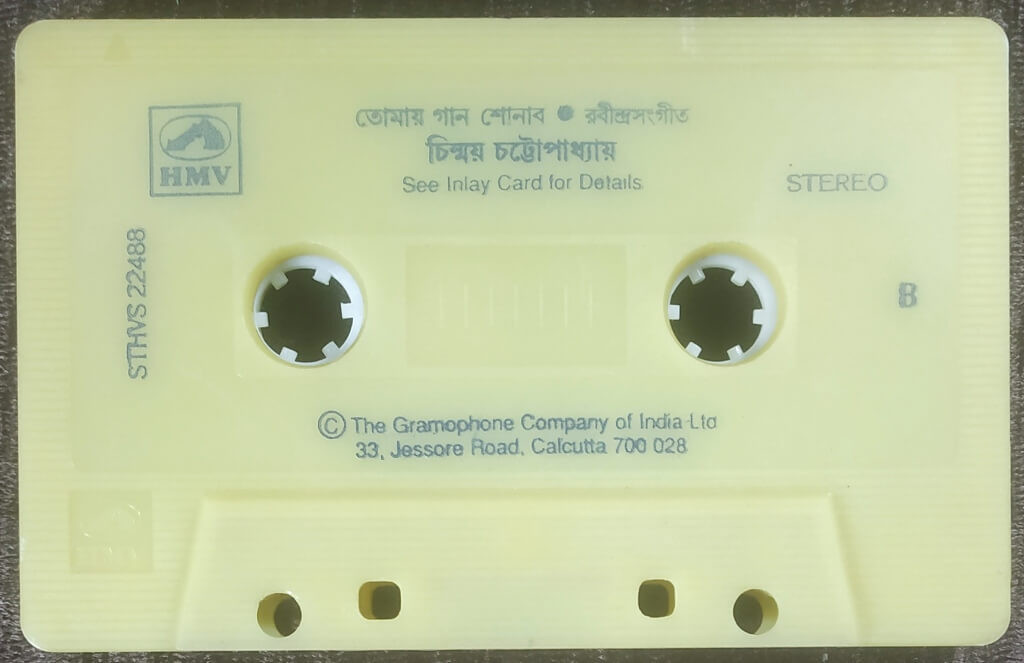 তোমায় গান শোনাব ● রবীন্দ্রসংগীত
চিন্ময় চট্টোপাধ্যায়
See Inlay Card for Details
HMV
STEREO
STHVS 22488
B
© The Gramophone Company of India Ltd
33, Jessore Road, Calcutta 700 028